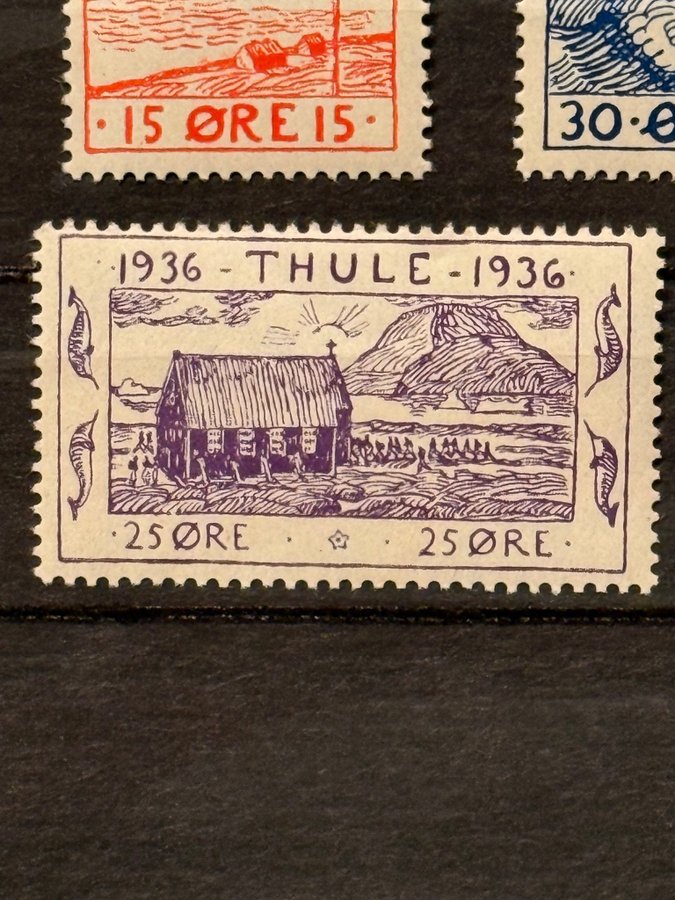 · 15 ØRE 15 ·
30 · Ø
· 1936 - THULE - 1936 ·
· 25 ØRE · · 25 ØRE ·